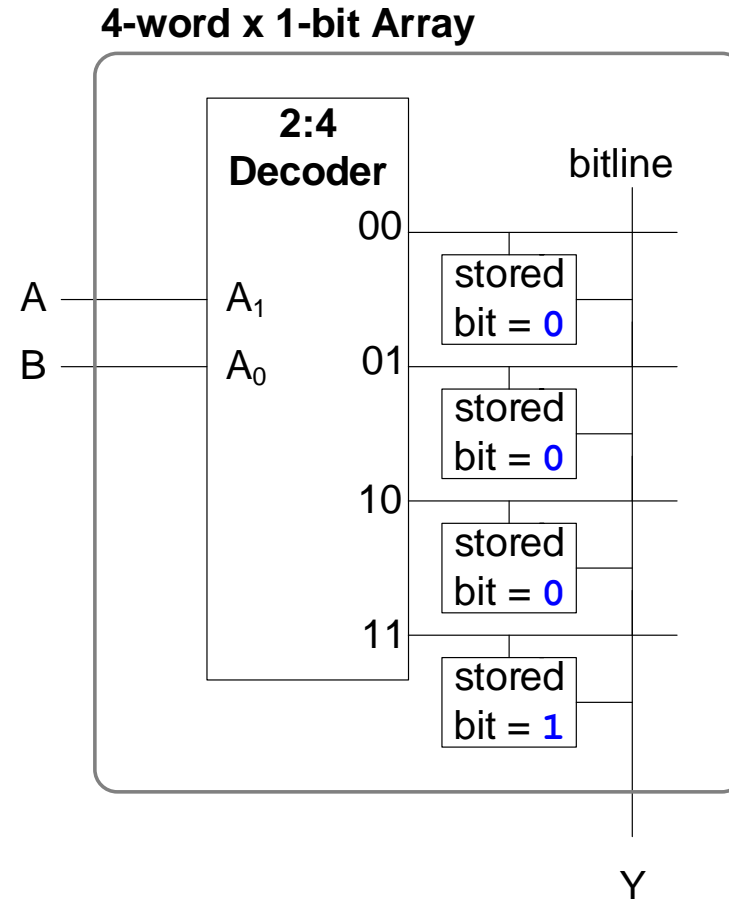 4-word x 1-bit Array
2:4
Decoder
bitline
00
stored
bit = 0
A
A₁
B
A₀
01
stored
bit = 0
10
stored
bit = 0
11
stored
bit = 1
Y